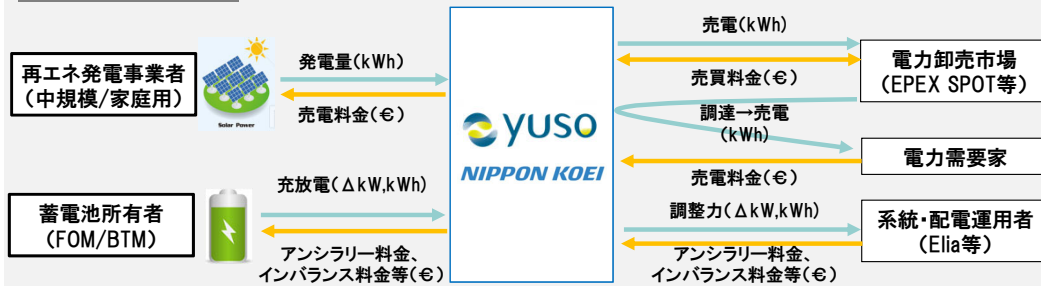 再エネ発電事業者
(中規模/家庭用)
Solar Power
発電量(kWh)
売電料金(€)
蓄電池所有者
(FOM/BTM)
充放電(ΔkW,kWh)
アンシラリー料金、
インバランス料金等(€)
yuso
NIPPON KOEI
売電(kWh)
売買料金(€)
調達→売電
(kWh)
売電料金(€)
調整力(ΔkW,kWh)
アンシラリー料金、
インバランス料金等(€)
電力卸売市場
(EPEX SPOT等)
電力需要家
系統・配電運用者
(Elia等)